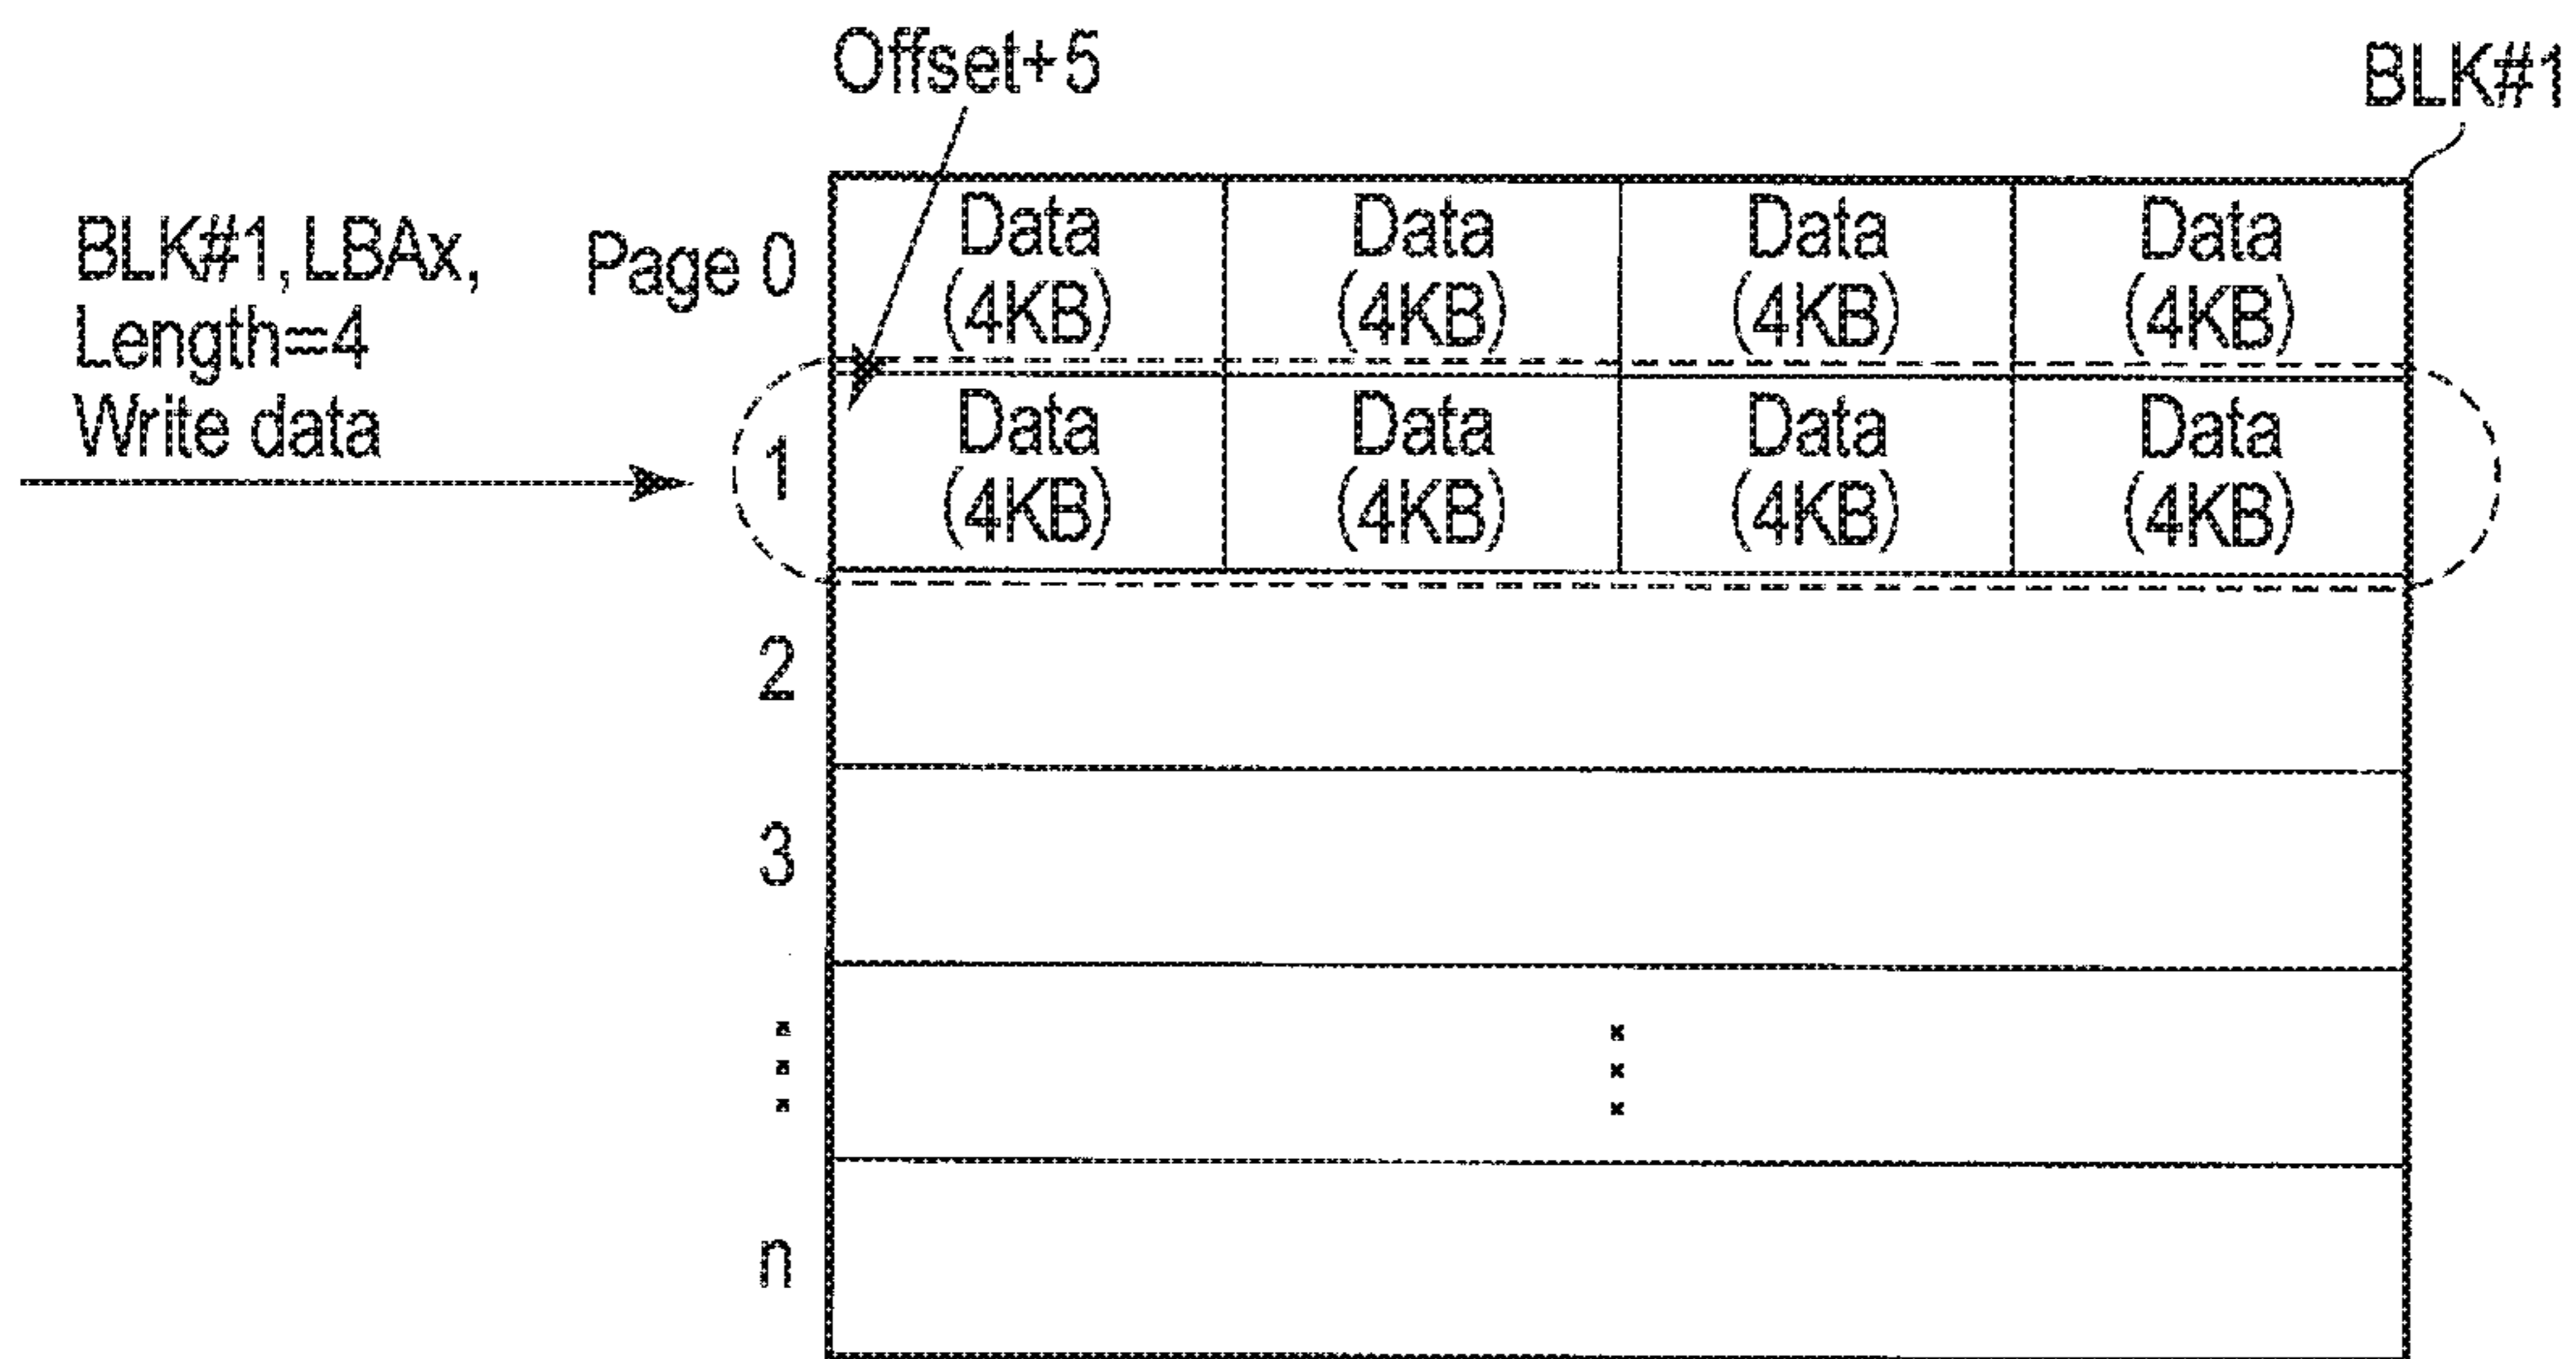 Offset+5
BLK#1
BLK#1, LBAx,
Length=4
Write data
Page 0
Data
(4KB)
Data
(4KB)
Data
(4KB)
Data
(4KB)
1
Data
(4KB)
Data
(4KB)
Data
(4KB)
Data
(4KB)
2
3
n